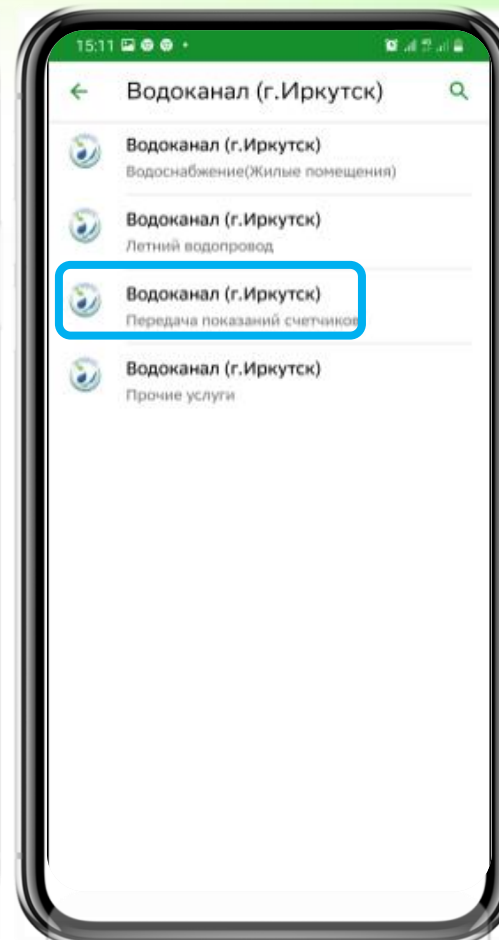 15:11
Водоканал (г.Иркутск)
Водоканал (г.Иркутск)
Водоснабжение(Жилые помещения)
Водоканал (г.Иркутск)
Летний водопровод
Водоканал (г.Иркутск)
Передача показаний счетчиков
Водоканал (г.Иркутск)
Прочие услуги